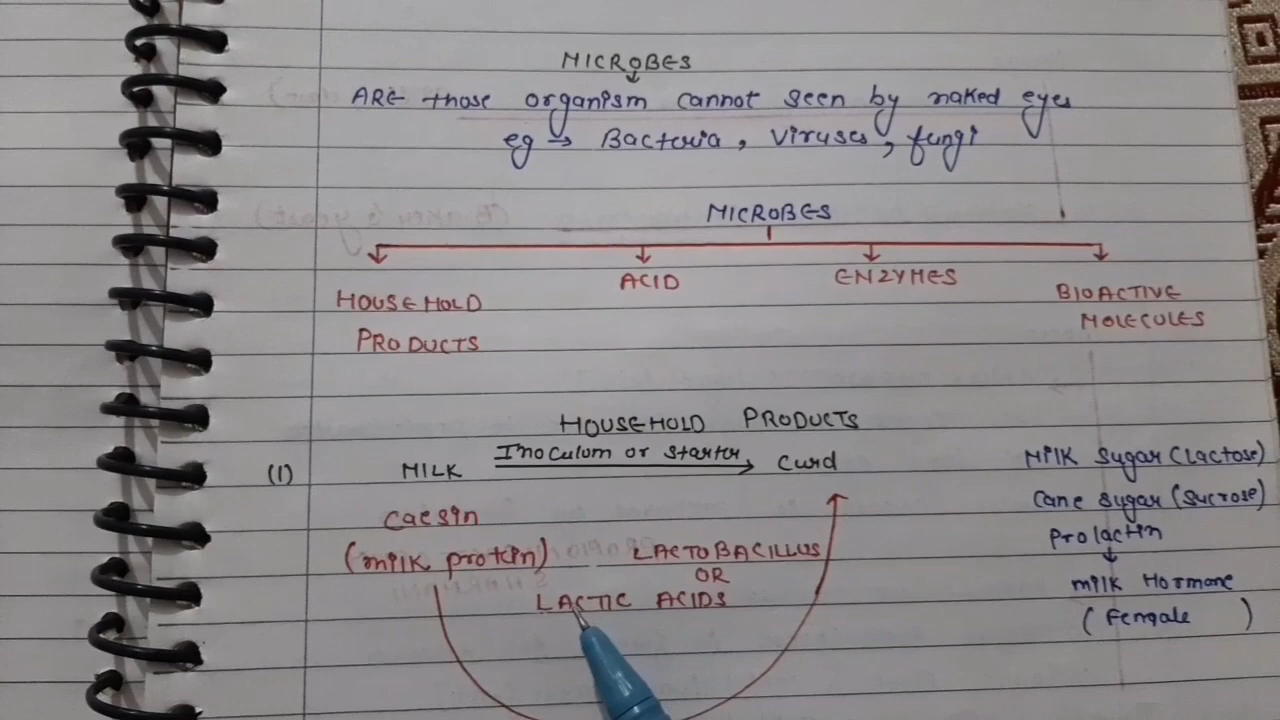 MICROBES
ARE those organism cannot seen by naked eyes
eg → Bacteria, viruses, fungi
MICROBES
HOUSEHOLD PRODUCTS
ACID
ENZYMES
BIOACTIVE MOLECULES
HOUSEHOLD PRODUCTS
(1) MILK Inoculum or starter Curd
caesin
(milk protein)
LACTOBACILLUS
OR
LACTIC ACIDS
Milk sugar (Lactose)
Cane sugar (Sucrose)
Prolactin
milk Hormone
(Female)